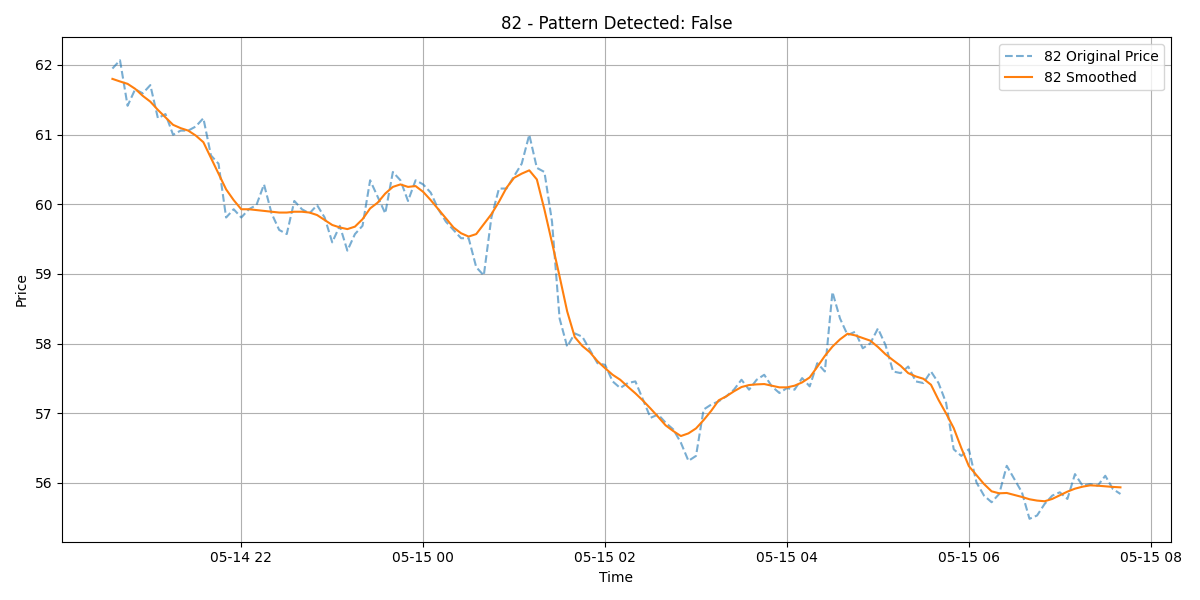 82 - Pattern Detected: False
82 Original Price
82 Smoothed
Price
62
61
60
59
58
57
56
05-14 22
05-15 00
05-15 02
05-15 04
05-15 06
05-15 08
Time